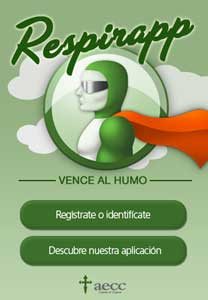 Respirapp
VENCE AL HUMO
Regístrate o identifícate
Descubre nuestra aplicación
aecc